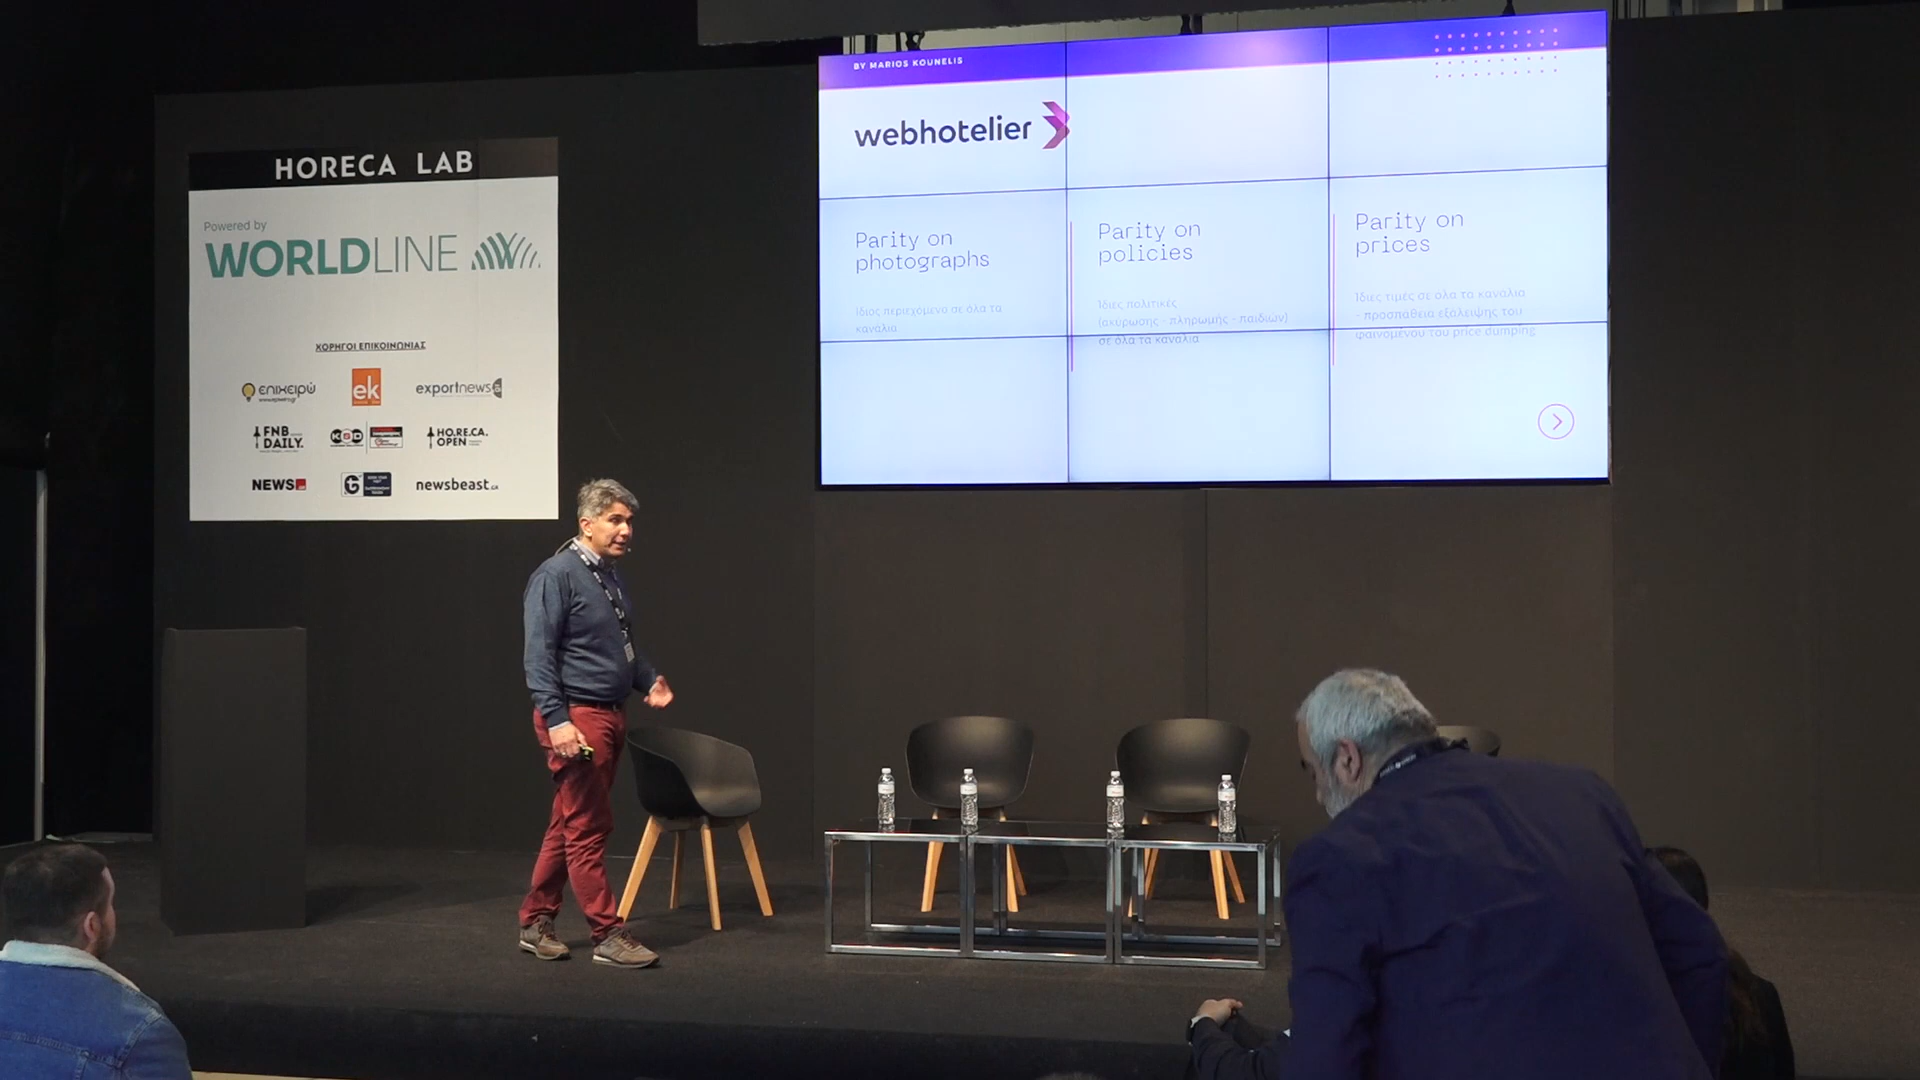 HORECA LAB
Powered by
WORLDLINE
ΧΟΡΗΓΟΙ ΕΠΙΚΟΙΝΩΝΙΑΣ
επιχειρώ
ek
exportnews
FNB
DAILY.
HO.RE.CA.
OPEN
NEWS
newsbeast
BY MARIOS KOUNELIS
webhotelier
Parity on
photographs
Ίδιος περιεχόμενο σε όλα τα
κανάλια
Parity on
policies
Ίδιες πολιτικές
(ακύρωσης - πληρωμής - παιδιών)
σε όλα τα κανάλια
Parity on
prices
Ίδιες τιμές σε όλα τα κανάλια
- προσπάθεια εξάλειψης του
φαινομένου του price dumping